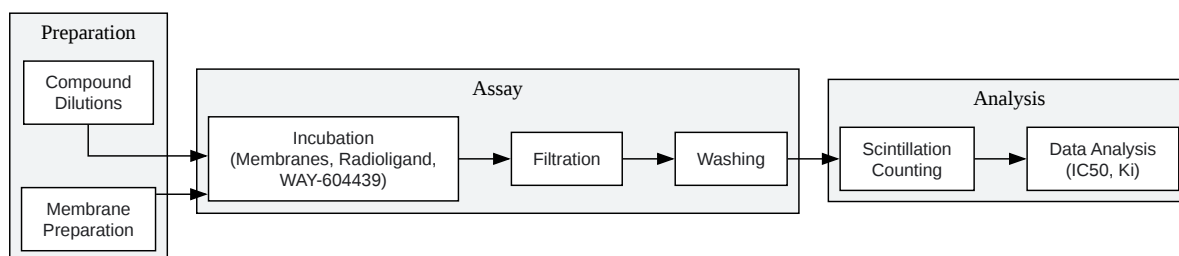 Preparation
Compound
Dilutions
Membrane
Preparation
Assay
Incubation
(Membranes, Radioligand,
WAY-604439)
Filtration
Washing
Analysis
Scintillation
Counting
Data Analysis
(IC50, Ki)